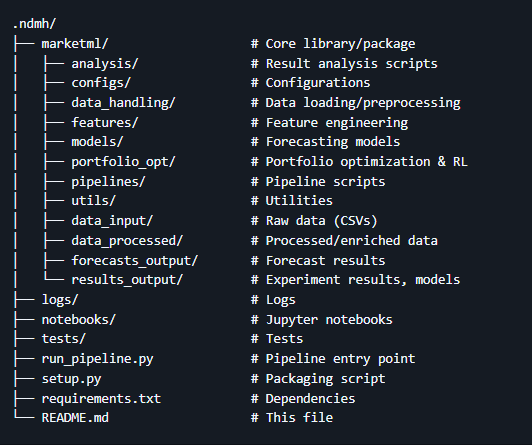 .ndmh/
├── marketml/                # Core library/package
│   ├── analysis/            # Result analysis scripts
│   ├── configs/             # Configurations
│   ├── data_handling/       # Data loading/preprocessing
│   ├── features/            # Feature engineering
│   ├── models/              # Forecasting models
│   ├── portfolio_opt/       # Portfolio optimization & RL
│   ├── pipelines/           # Pipeline scripts
│   ├── utils/               # Utilities
│   ├── data_input/          # Raw data (CSVs)
│   ├── data_processed/      # Processed/enriched data
│   ├── forecasts_output/    # Forecast results
│   └── results_output/      # Experiment results, models
├── logs/                    # Logs
├── notebooks/               # Jupyter notebooks
├── tests/                   # Tests
├── run_pipeline.py          # Pipeline entry point
├── setup.py                 # Packaging script
├── requirements.txt         # Dependencies
└── README.md                # This file